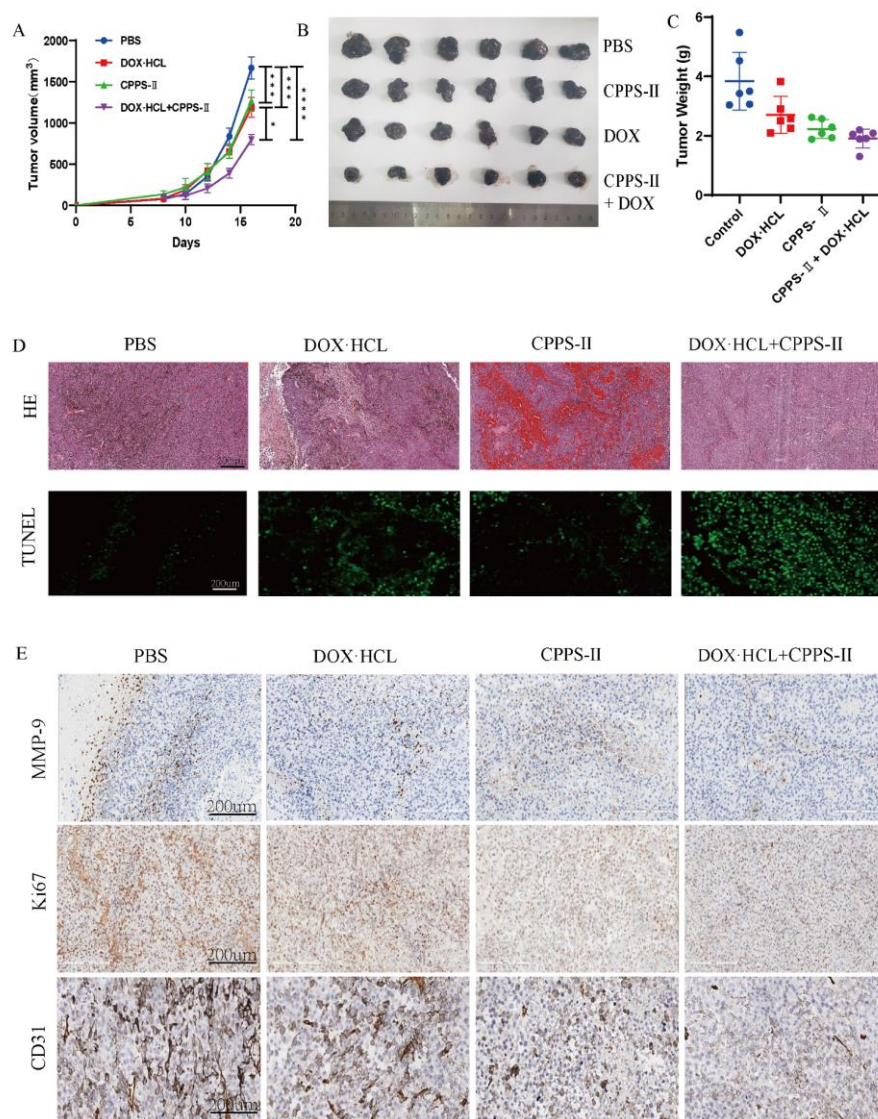 A
Tumor volume(mm³)
2000
1500
1000
500
0
0
5
10
15
20
Days
PBS
DOX·HCL
CPPS-II
DOX·HCL+CPPS-II
***
***
****
*
B
PBS
CPPS-II
DOX
CPPS-II
+ DOX
C
Tumor Weight (g)
6
4
2
0
Control
DOX·HCL
CPPS-II
CPPS-II + DOX·HCL
D
PBS
DOX·HCL
CPPS-II
DOX·HCL+CPPS-II
HE
200um
TUNEL
200um
E
PBS
DOX·HCL
CPPS-II
DOX·HCL+CPPS-II
MMP-9
200um
Ki67
200um
CD31
200um